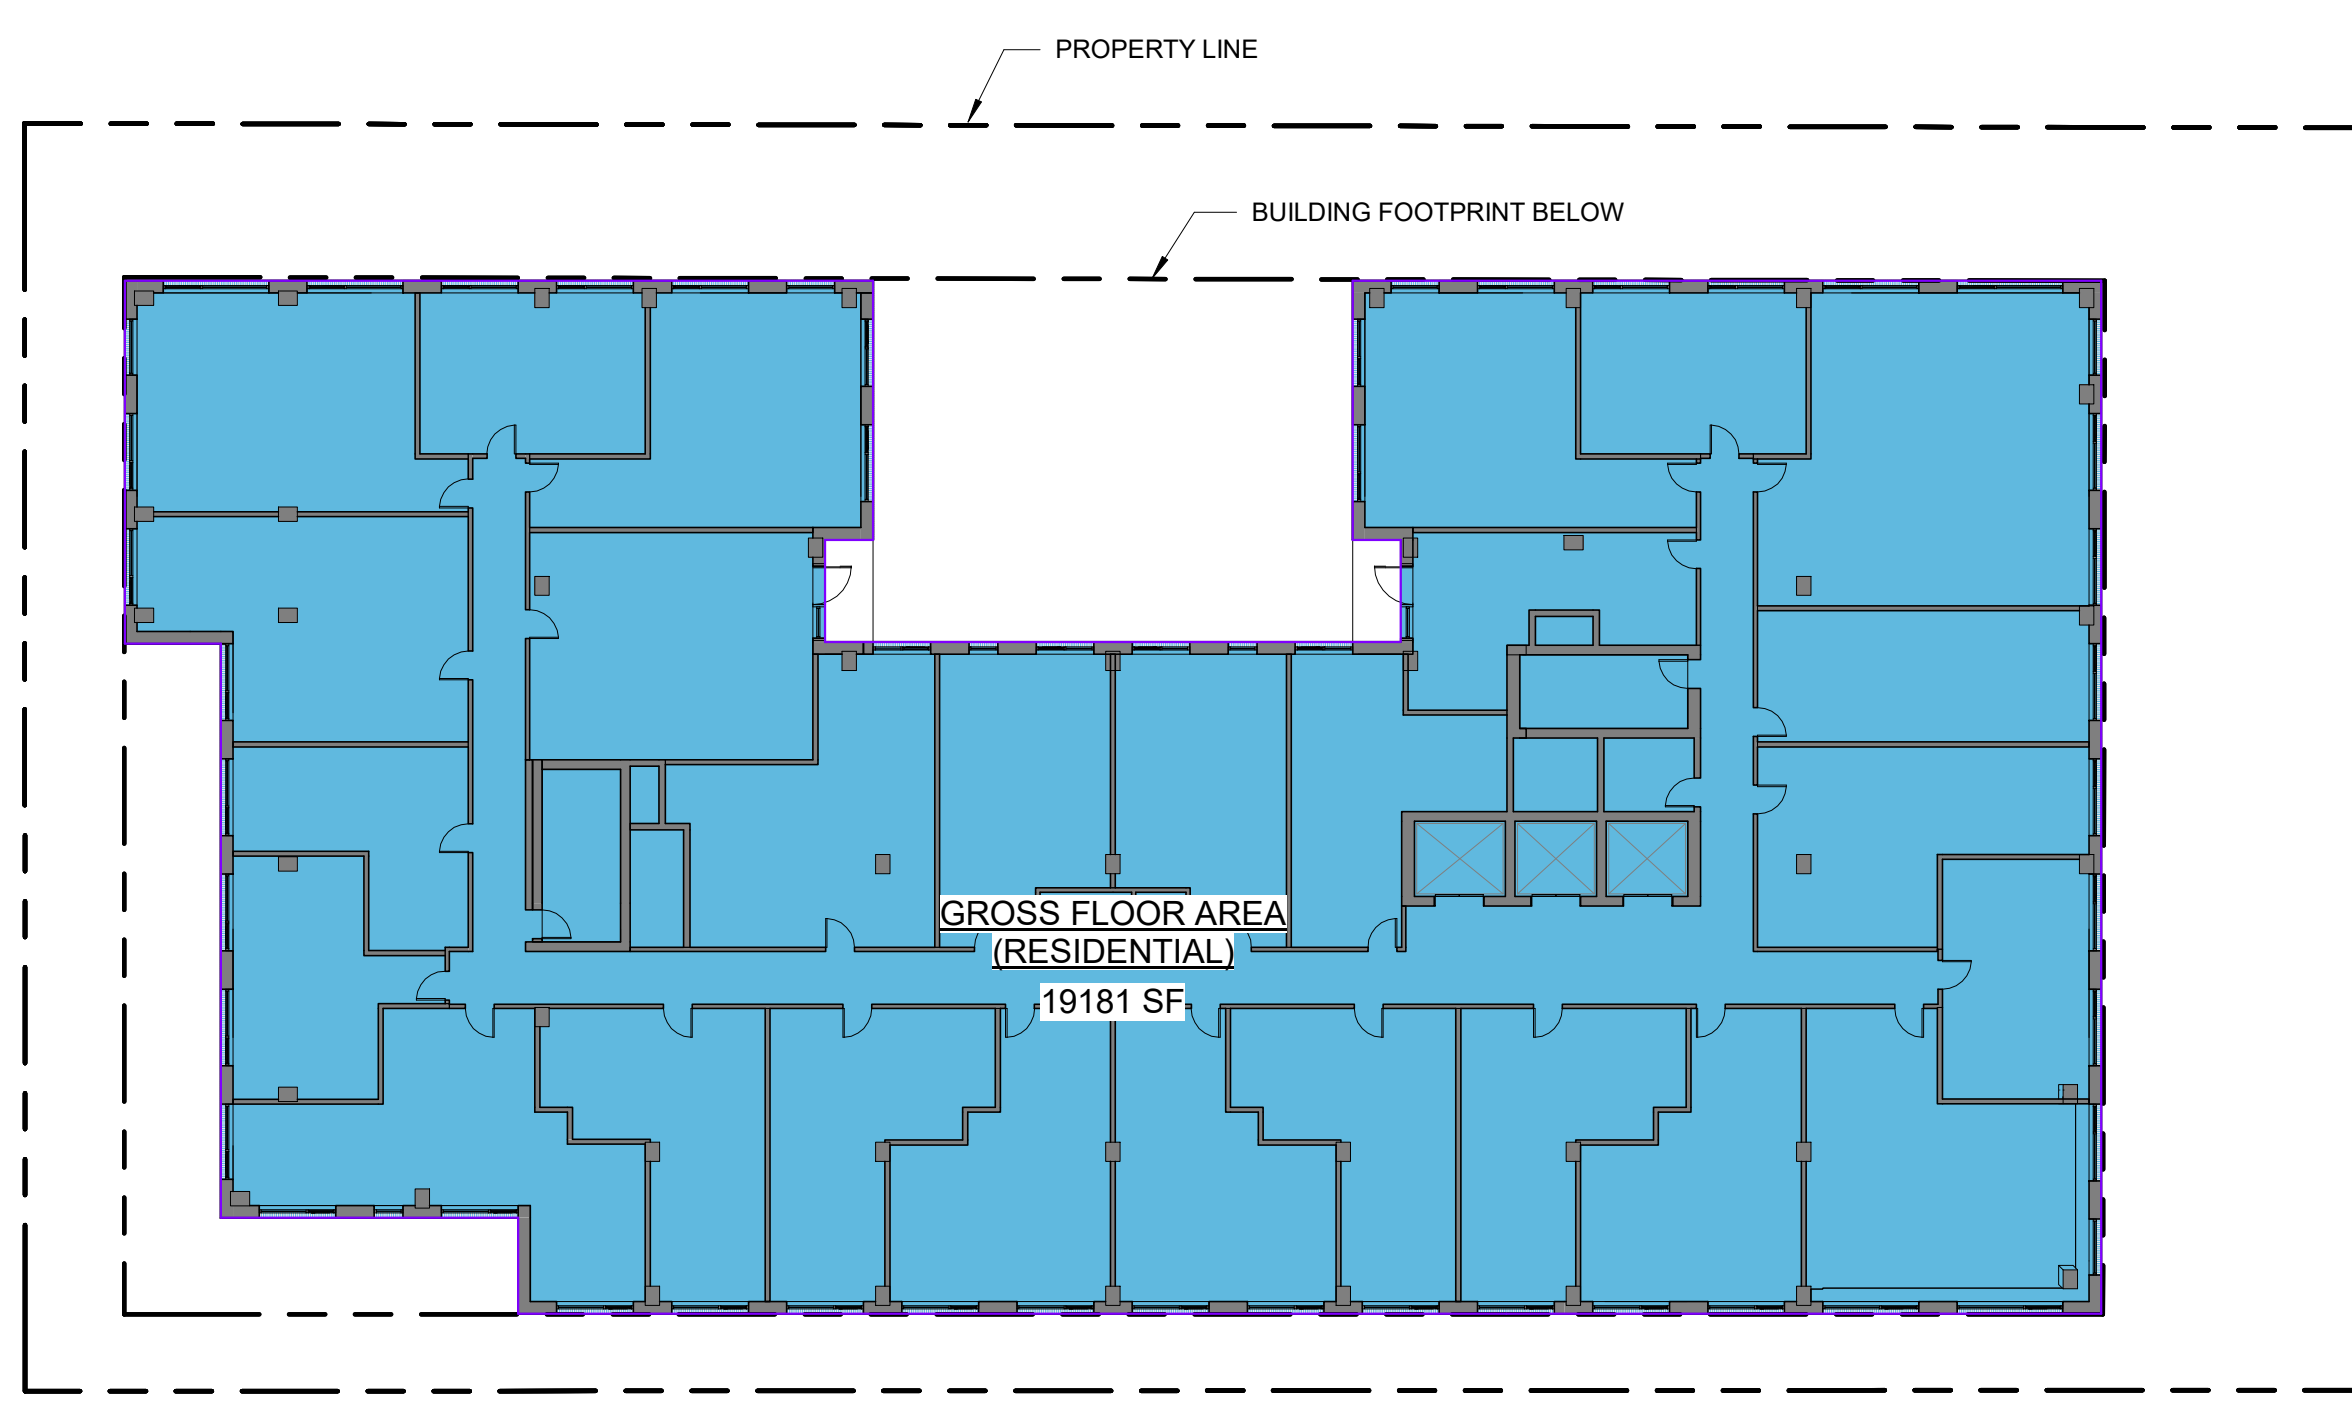 PROPERTY LINE
BUILDING FOOTPRINT BELOW
GROSS FLOOR AREA
(RESIDENTIAL)
19181 SF